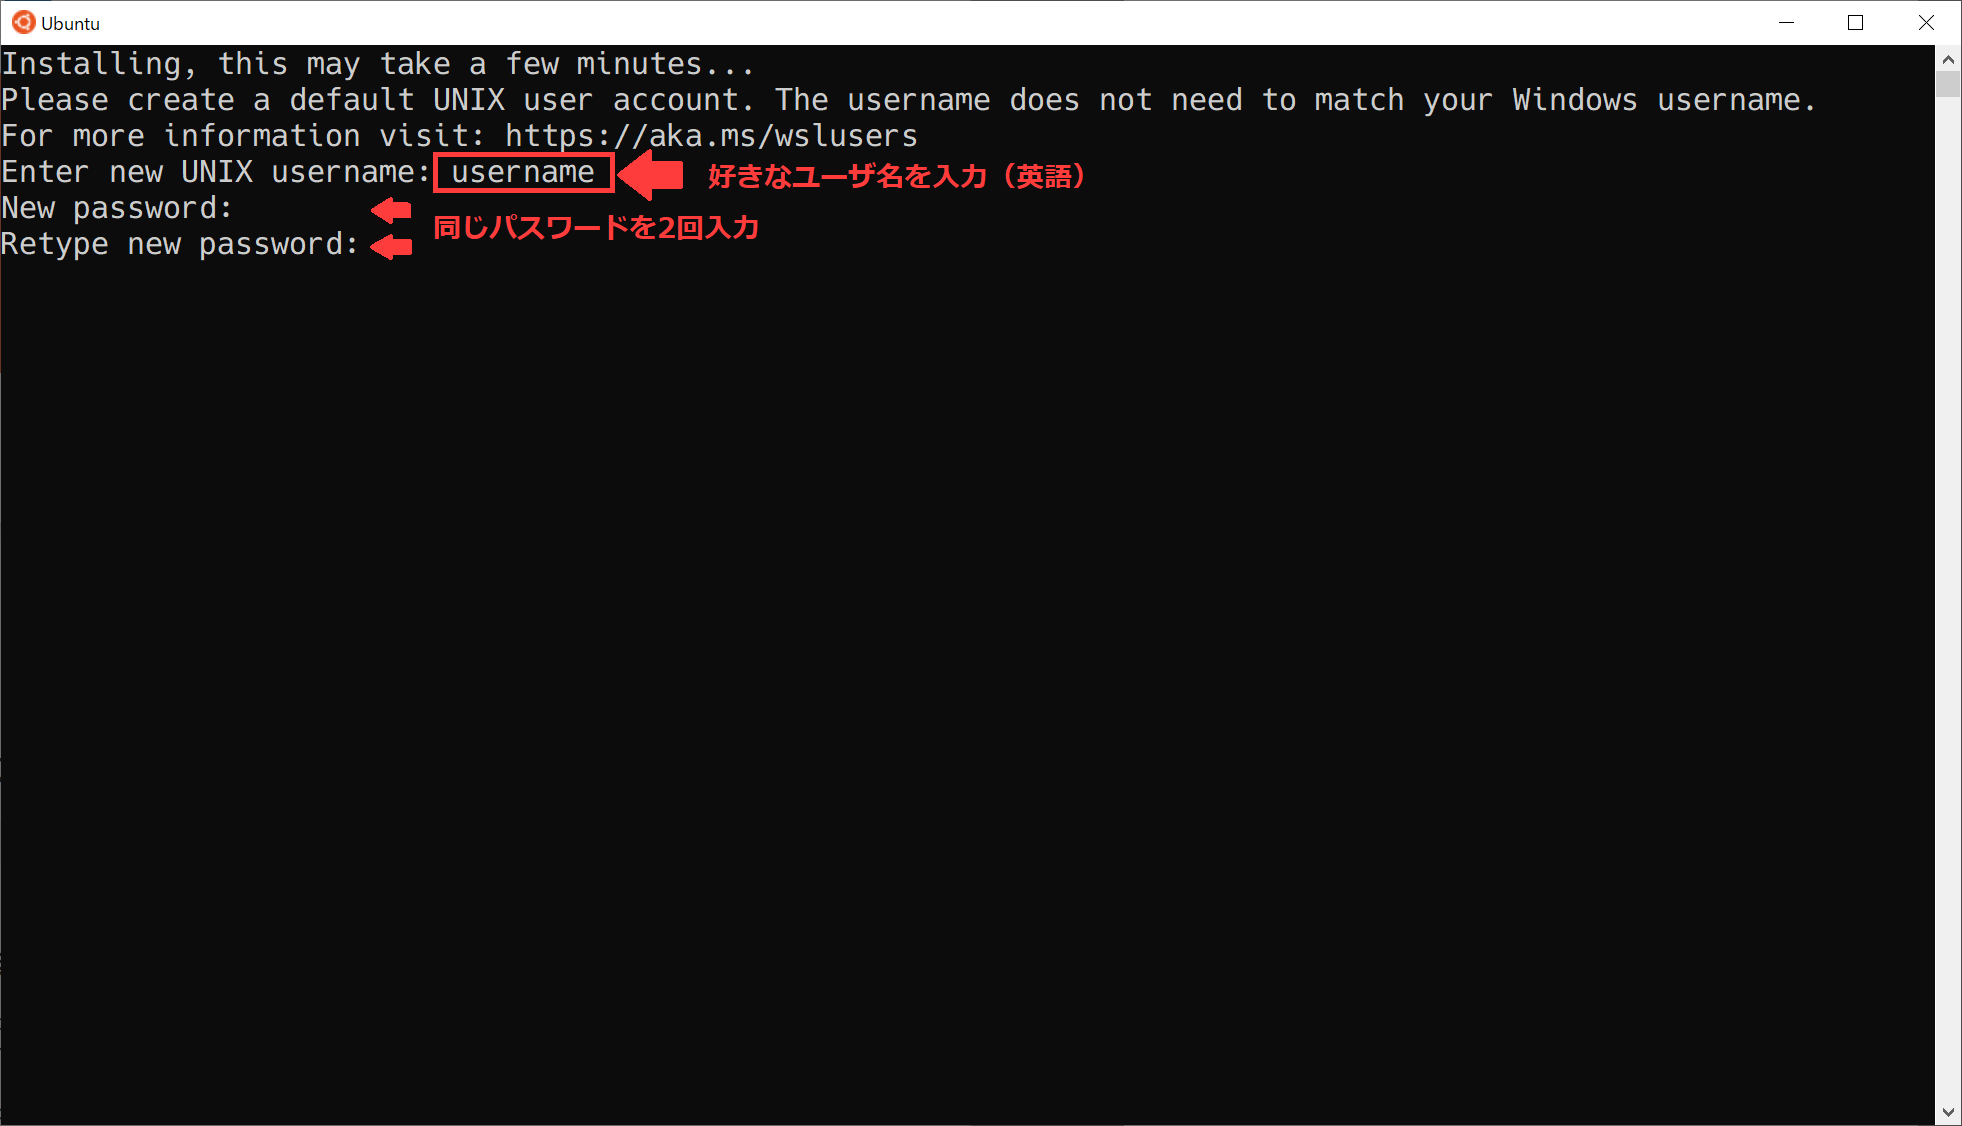 Ubuntu
Installing, this may take a few minutes...
Please create a default UNIX user account. The username does not need to match your Windows username.
For more information visit: https://aka.ms/wslusers
Enter new UNIX username: username 好きなユーザ名を入力（英語）
New password:
同じパスワードを2回入力
Retype new password: